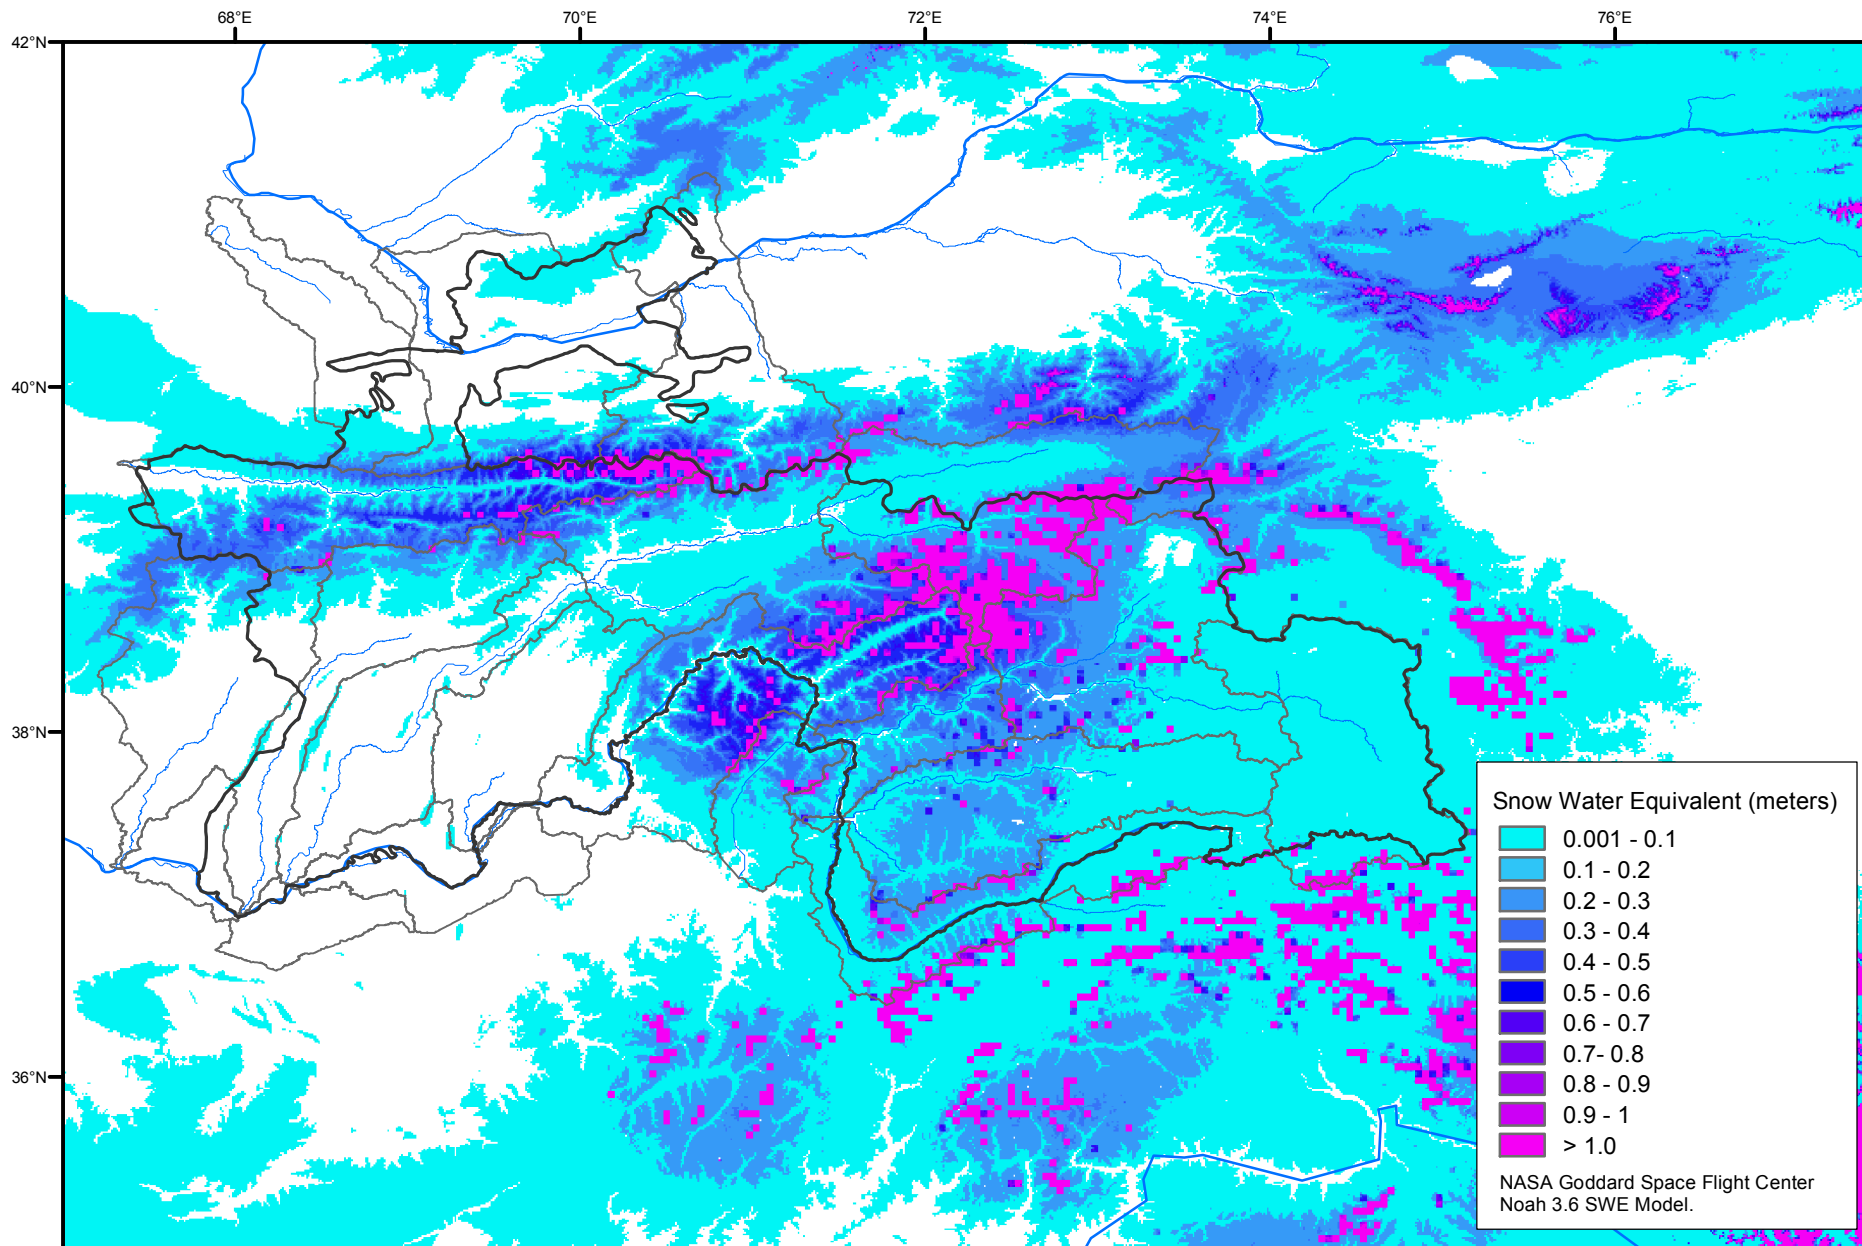 68°E
70°E
72°E
74°E
76°E
42°N
40°N
38°N
36°N
Snow Water Equivalent (meters)
0.001 - 0.1
0.1 - 0.2
0.2 - 0.3
0.3 - 0.4
0.4 - 0.5
0.5 - 0.6
0.6 - 0.7
0.7- 0.8
0.8 - 0.9
0.9 - 1
> 1.0
NASA Goddard Space Flight Center
Noah 3.6 SWE Model.